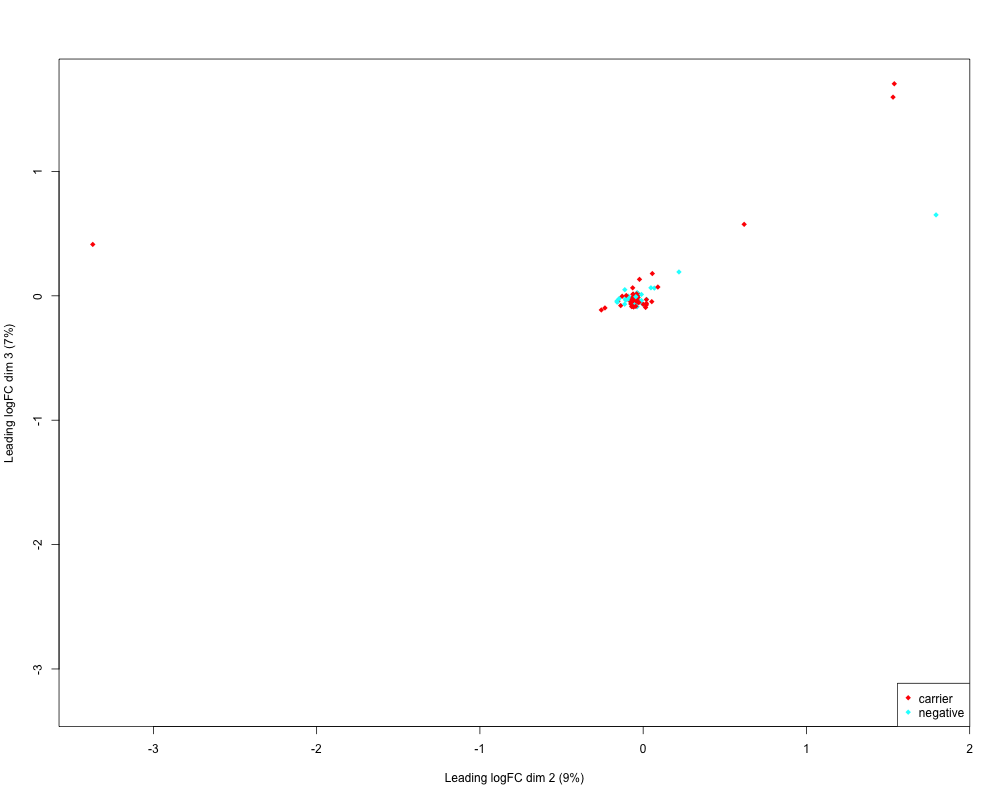 Leading logFC dim 3 (7%)
1
0
-1
-2
-3
-3
-2
-1
0
1
2
Leading logFC dim 2 (9%)
carrier
negative